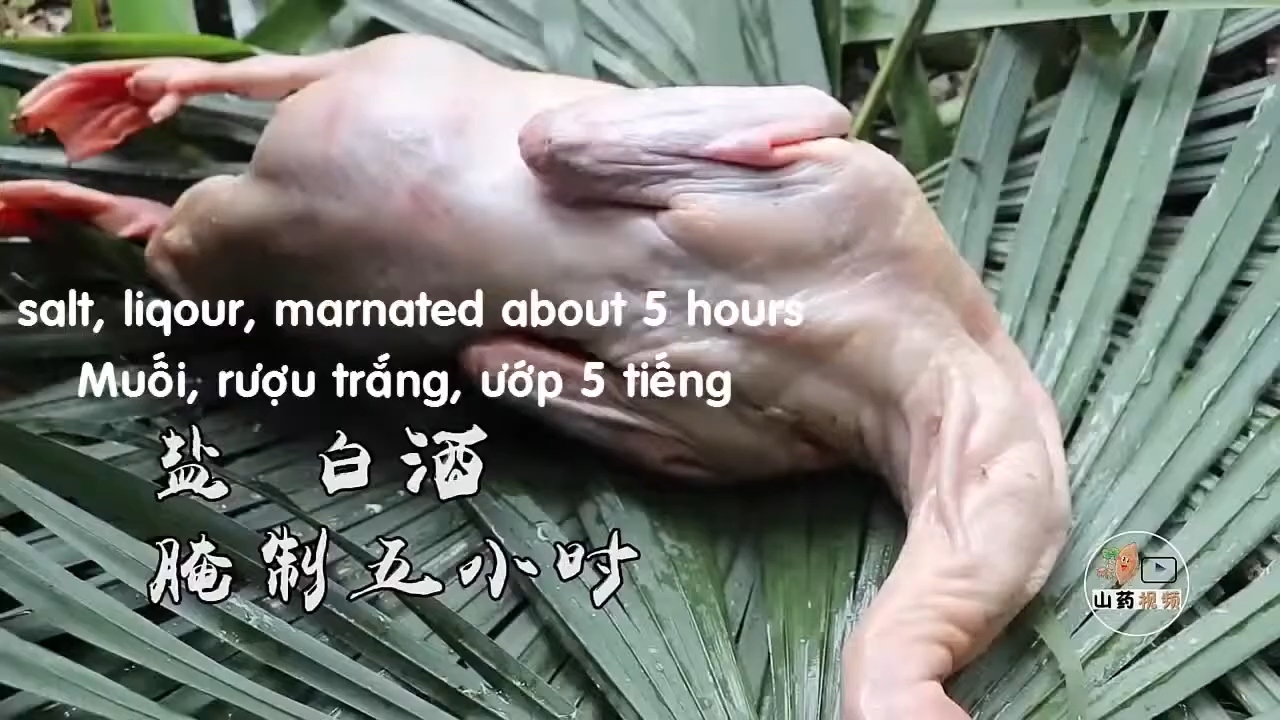 salt, liqour, marnated about 5 hours
Muối, rượu trắng, ướp 5 tiếng
盐 白酒
腌制五小时
山药视频